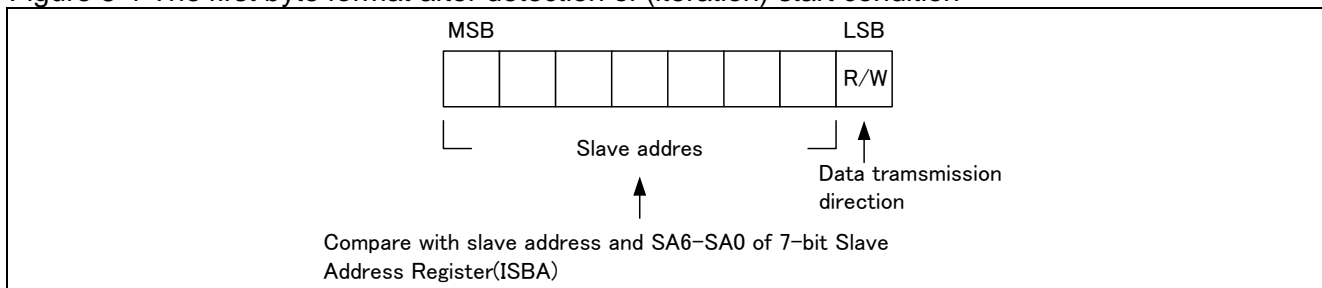 MSB LSB
R/W
Slave addres
Data tramsmission
direction
Compare with slave address and SA6-SA0 of 7-bit Slave
Address Register(ISBA)